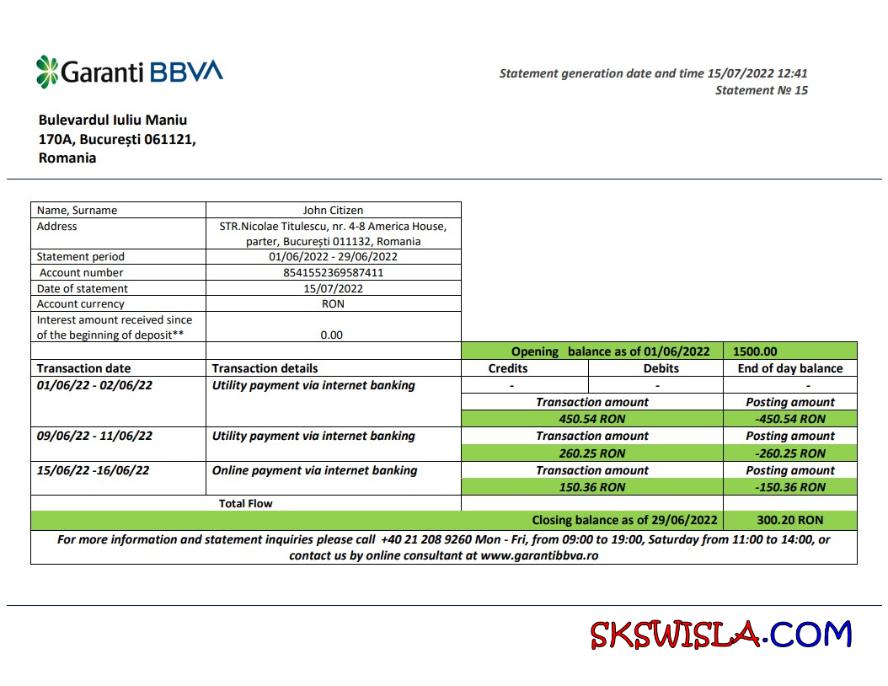 Garanti BBVA
Statement generation date and time 15/07/2022 12:41
Statement № 15
Bulevardul Iuliu Maniu
170A, București 061121,
Romania
Name, Surname John Citizen
Address STR.Nicolae Titulescu, nr. 4-8 America House,
parter, București 011132, Romania
Statement period 01/06/2022 - 29/06/2022
Account number 8541552369587411
Date of statement 15/07/2022
Account currency RON
Interest amount received since
of the beginning of deposit** 0.00
Opening balance as of 01/06/2022 1500.00
Transaction date Transaction details Credits Debits End of day balance
01/06/22 - 02/06/22 Utility payment via internet banking - - -
Transaction amount Posting amount
450.54 RON -450.54 RON
09/06/22 - 11/06/22 Utility payment via internet banking Transaction amount Posting amount
260.25 RON -260.25 RON
15/06/22 -16/06/22 Online payment via internet banking Transaction amount Posting amount
150.36 RON -150.36 RON
Total Flow
Closing balance as of 29/06/2022 300.20 RON
For more information and statement inquiries please call +40 21 208 9260 Mon - Fri, from 09:00 to 19:00, Saturday from 11:00 to 14:00, or
contact us by online consultant at www.garantibbva.ro
SKSWISLA.COM